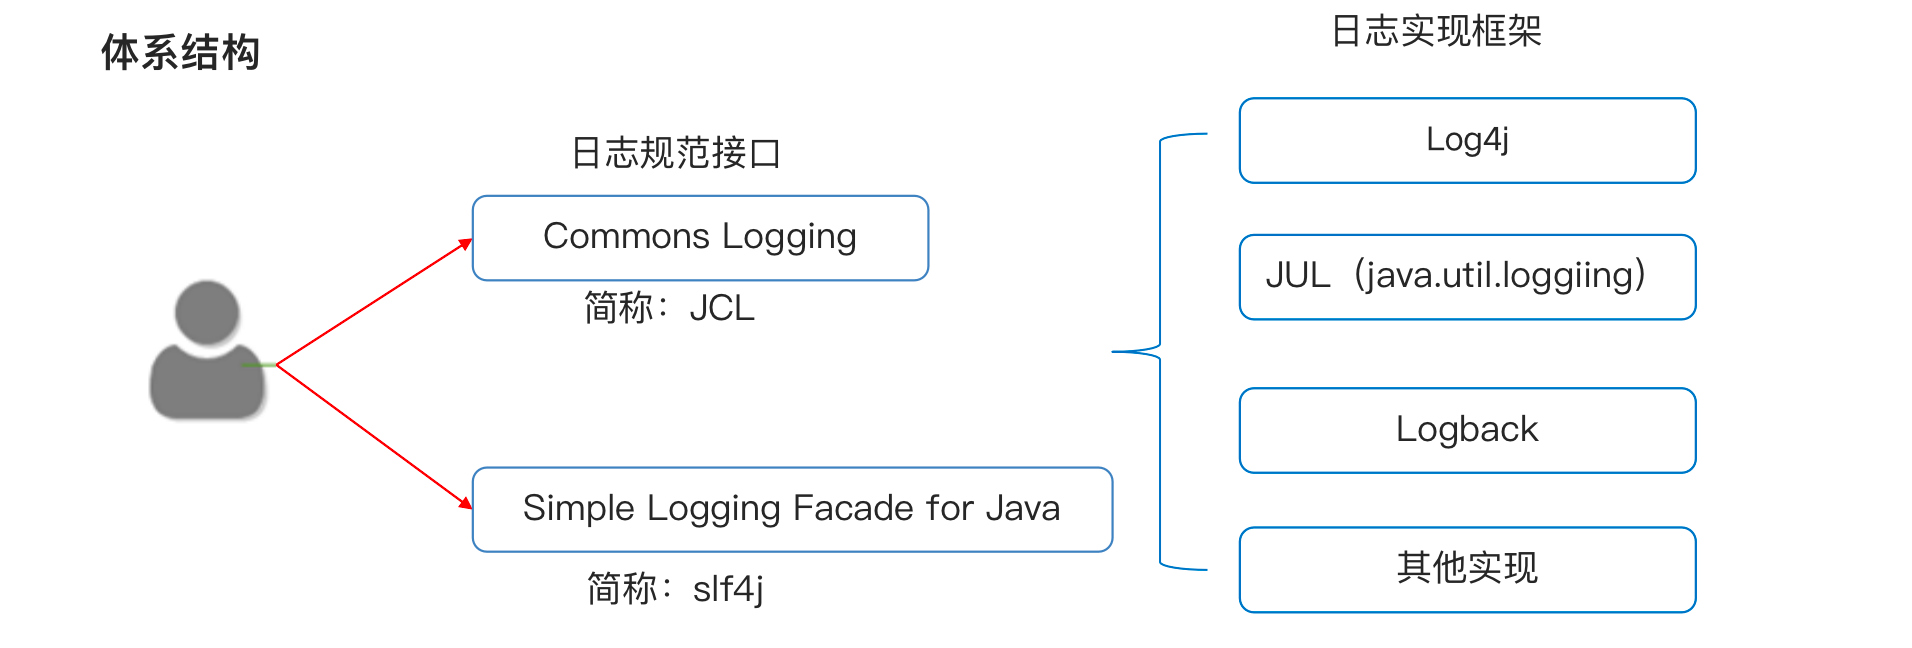 体系结构
日志规范接口
Commons Logging
简称：JCL
Simple Logging Facade for Java
简称：slf4j
日志实现框架
Log4j
JUL（java.util.loggiing）
Logback
其他实现